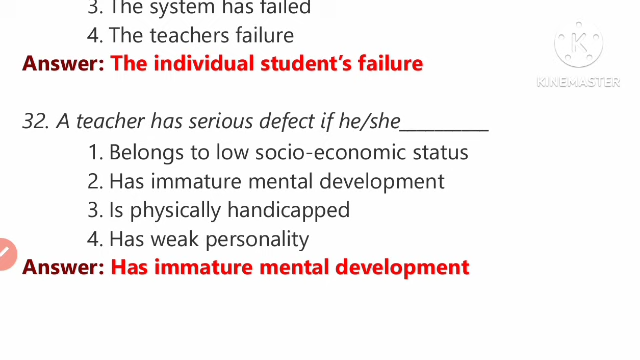 3. The system has failed
4. The teachers failure
Answer: The individual student's failure
KINEMASTER
32. A teacher has serious defect if he/she__________
1. Belongs to low socio-economic status
2. Has immature mental development
3. Is physically handicapped
4. Has weak personality
Answer: Has immature mental development